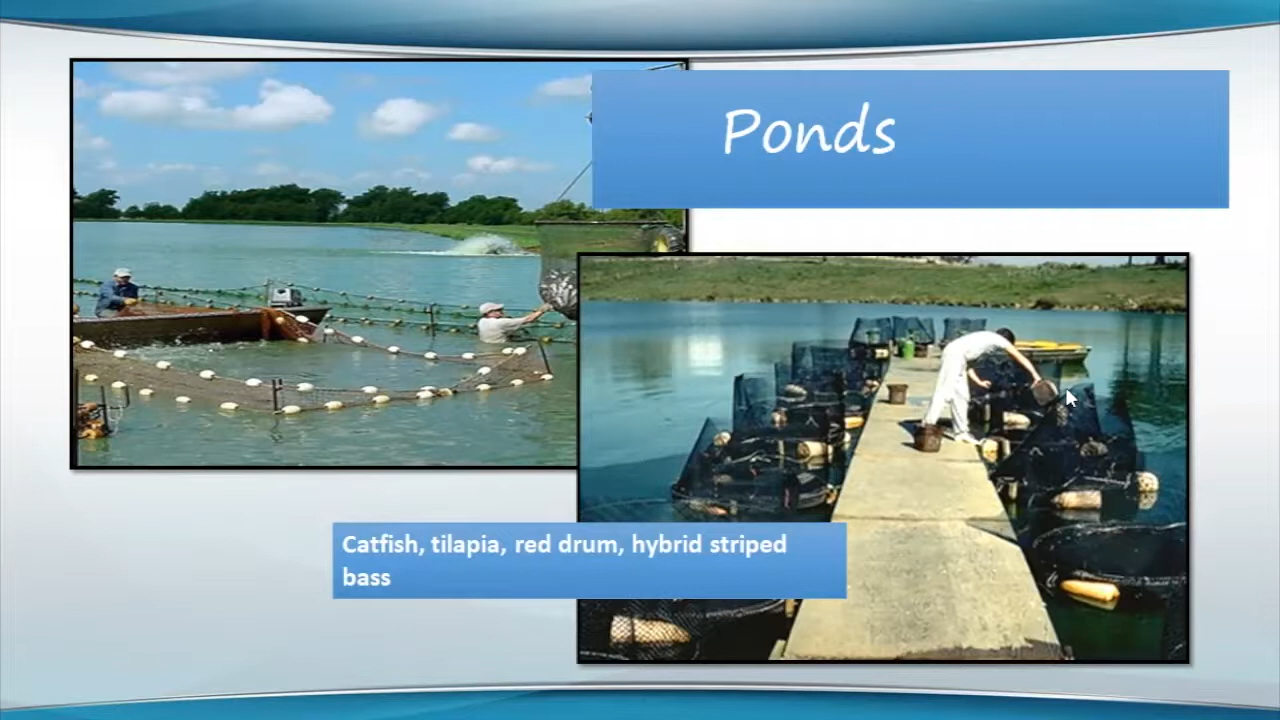 Ponds
Catfish, tilapia, red drum, hybrid striped
bass